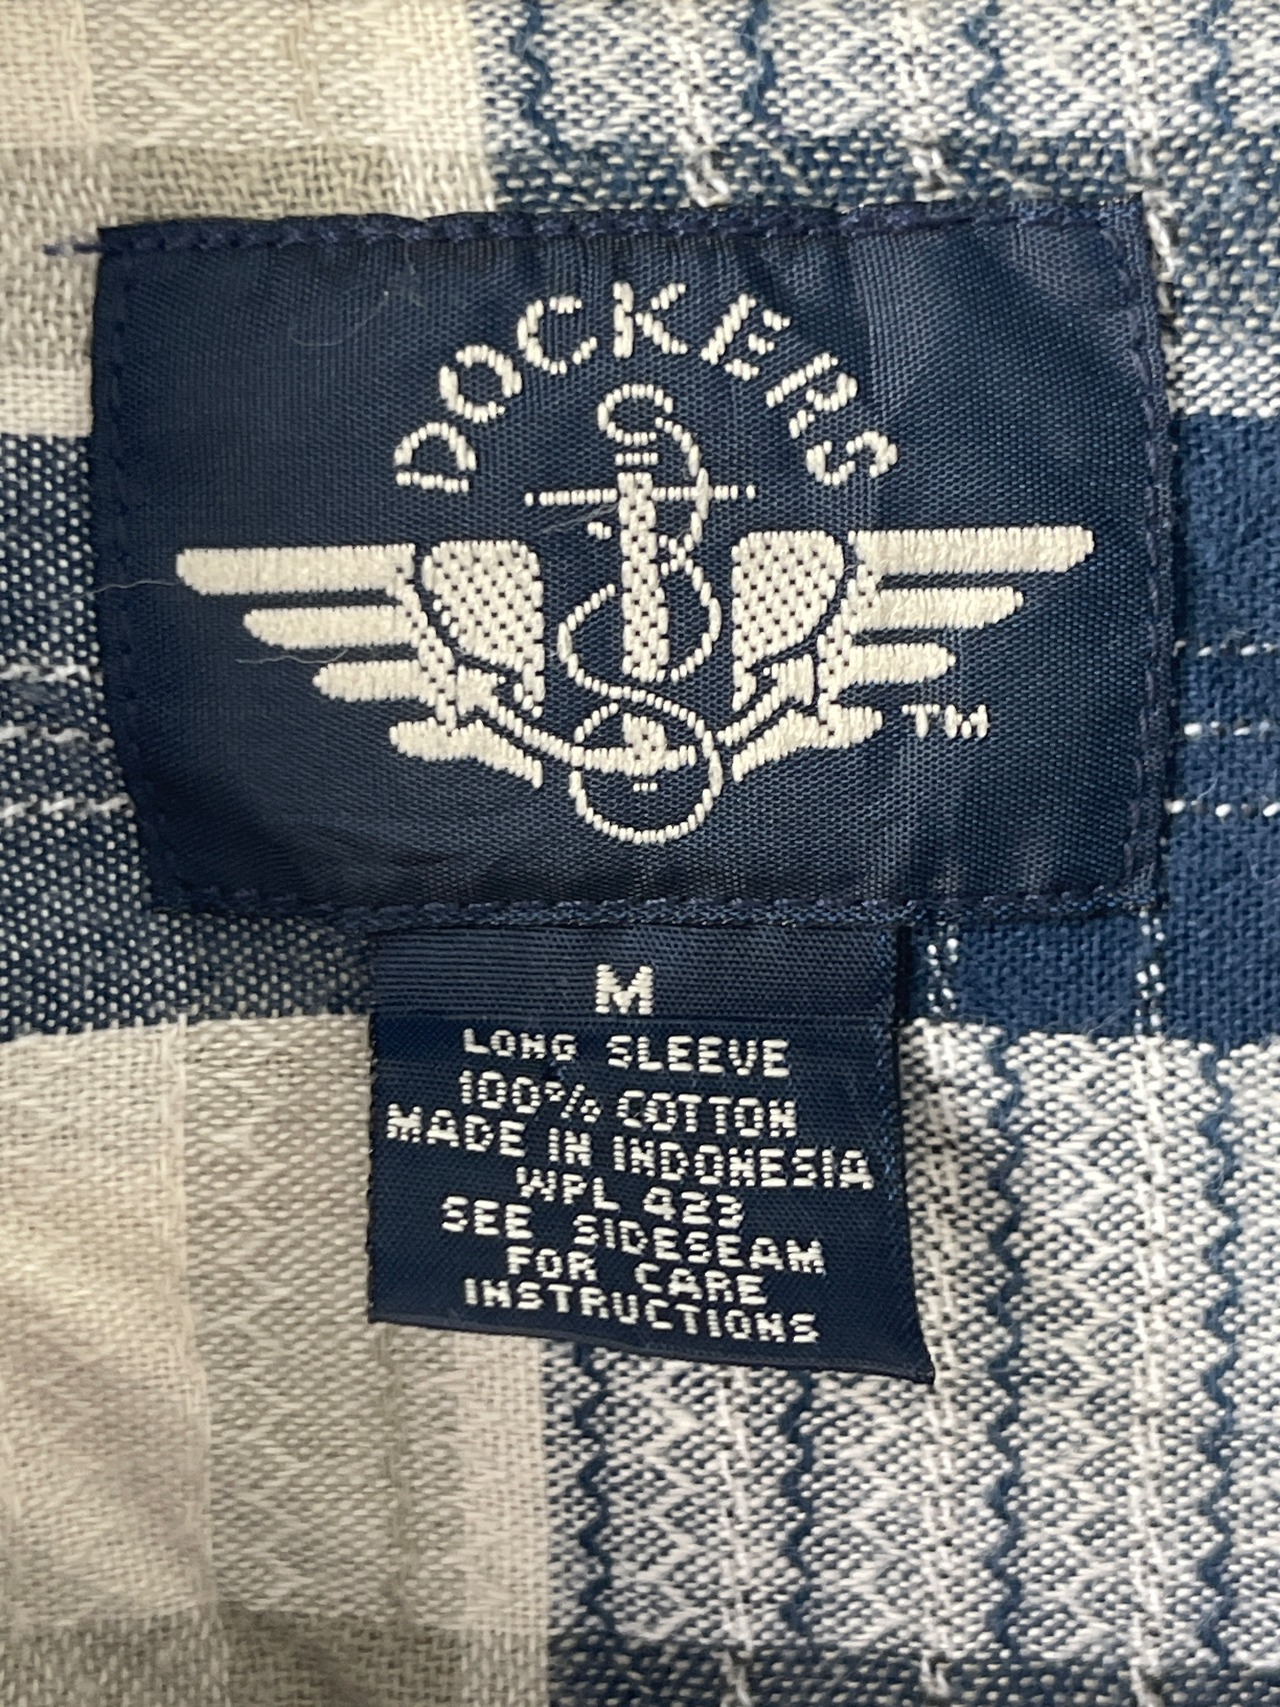 DOCKERS
TM
M
LONG SLEEVE
100% COTTON
MADE IN INDONESIA
WPL 423
SEE SIDESEAM
FOR CARE
INSTRUCTIONS